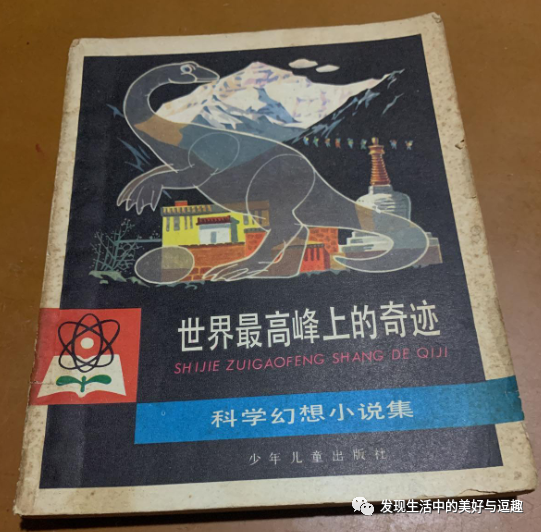 世界最高峰上的奇迹
SHIJIE ZUIGAOFENG SHANG DE QIJI
科学幻想小说集
少年儿童出版社
发现生活中的美好与逗趣